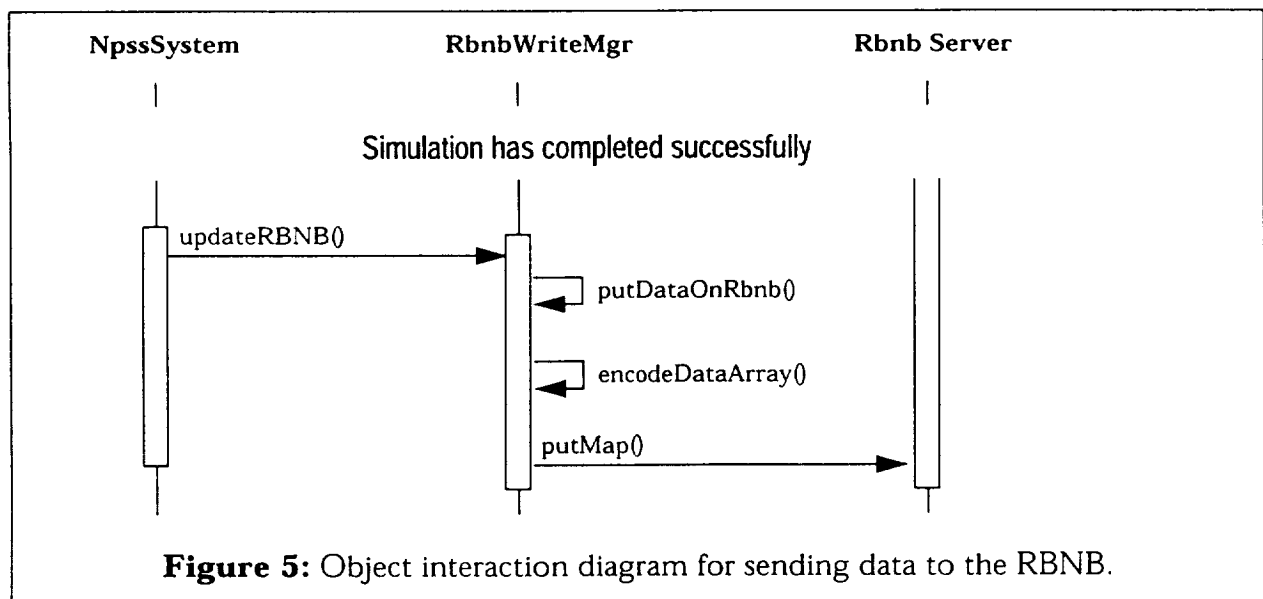 NpssSystem RbnbWriteMgr Rbnb Server
Simulation has completed successfully
updateRBNB()
putDataOnRbnb()
encodeDataArray()
putMap()
Figure 5: Object interaction diagram for sending data to the RBNB.